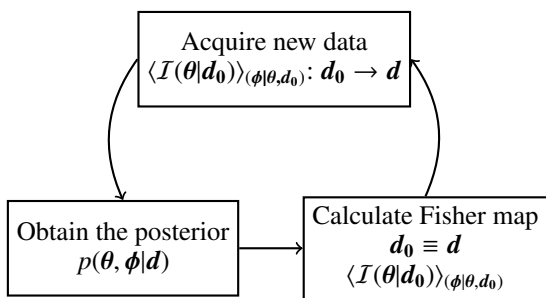 Acquire new data
⟨ℐ(θ|d₀)⟩₍ϕ|θ,d₀₎: d₀ → d
Obtain the posterior
p(θ, ϕ|d)
Calculate Fisher map
d₀ ≡ d
⟨ℐ(θ|d₀)⟩₍ϕ|θ,d₀₎